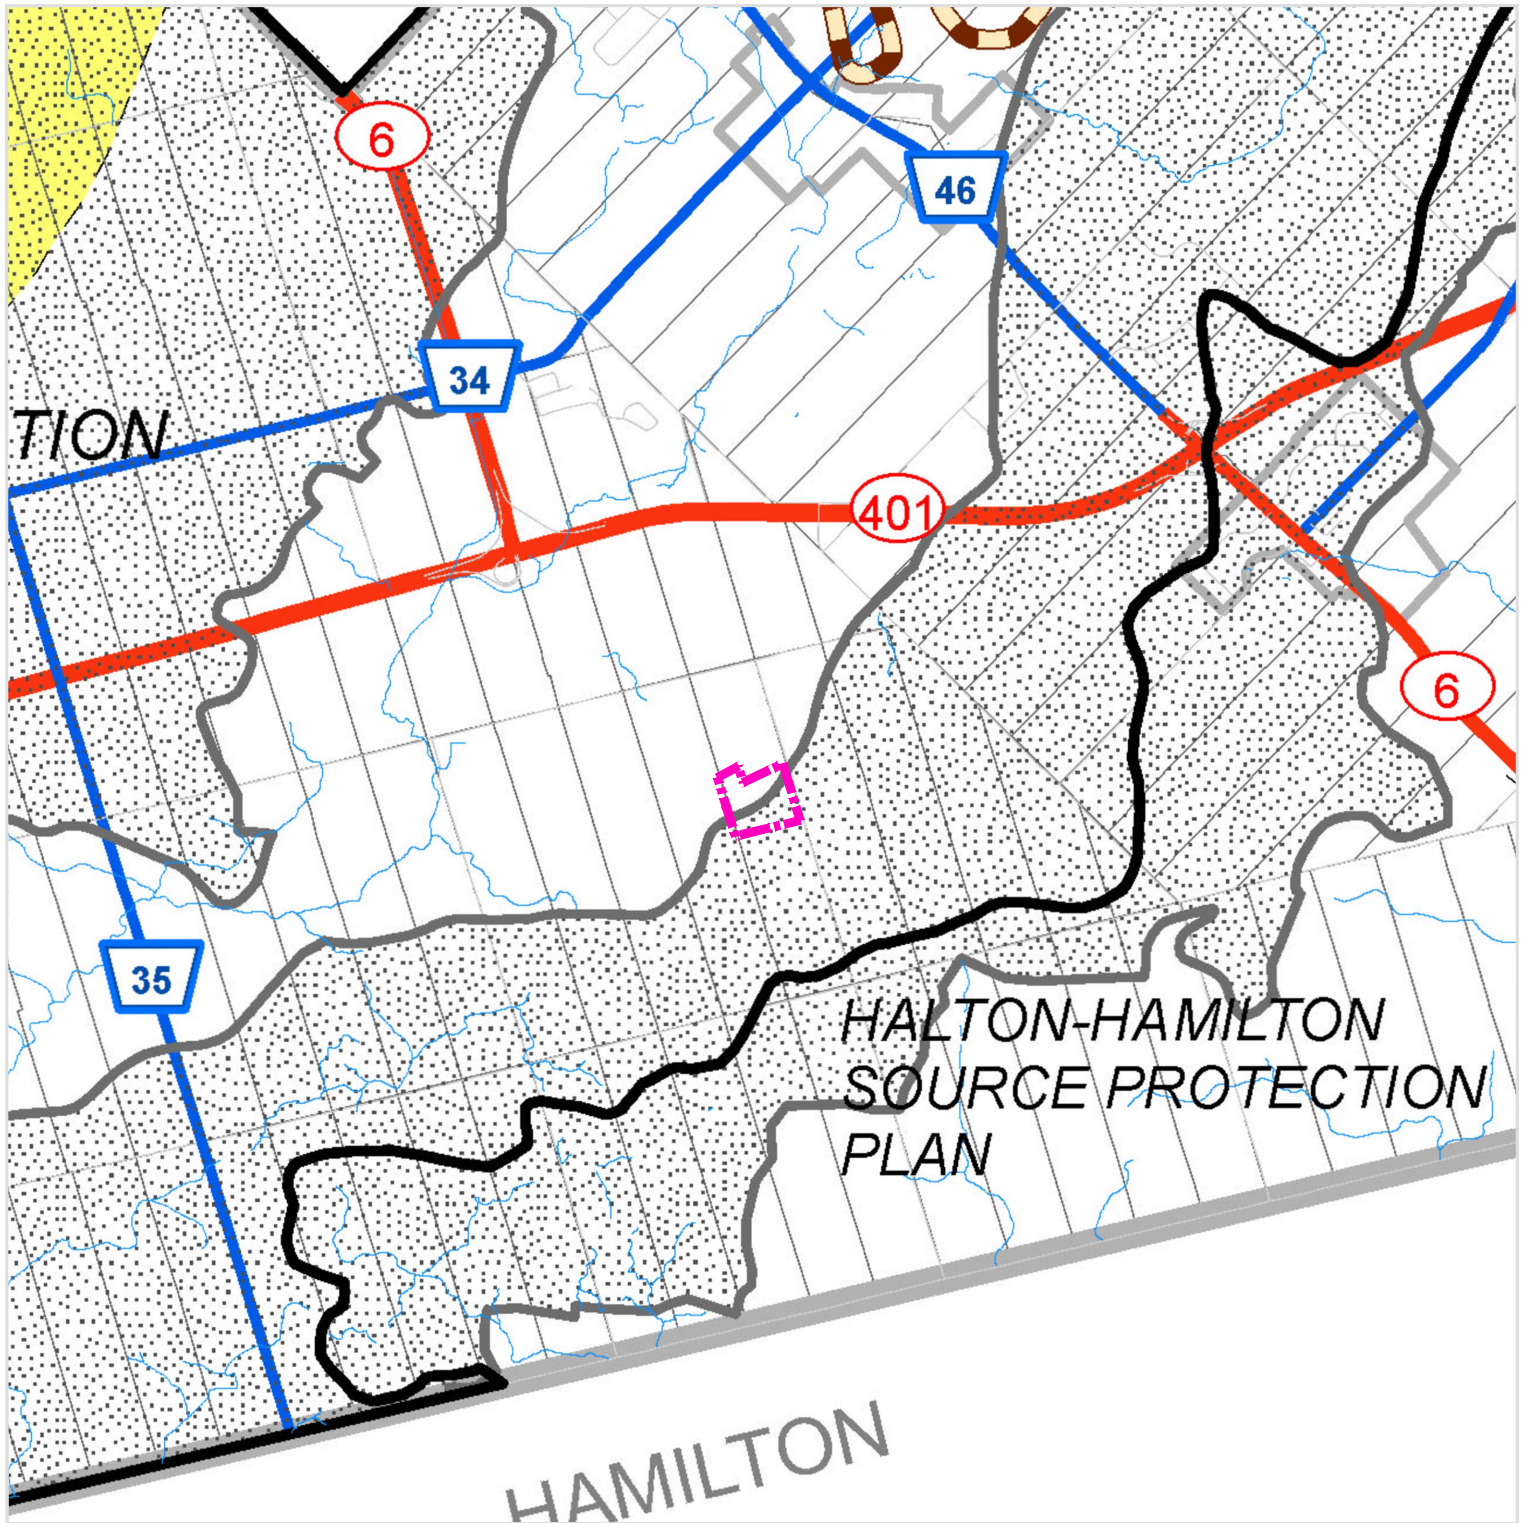 6
46
34
TION
401
6
35
HALTON-HAMILTON
SOURCE PROTECTION
PLAN
HAMILTON